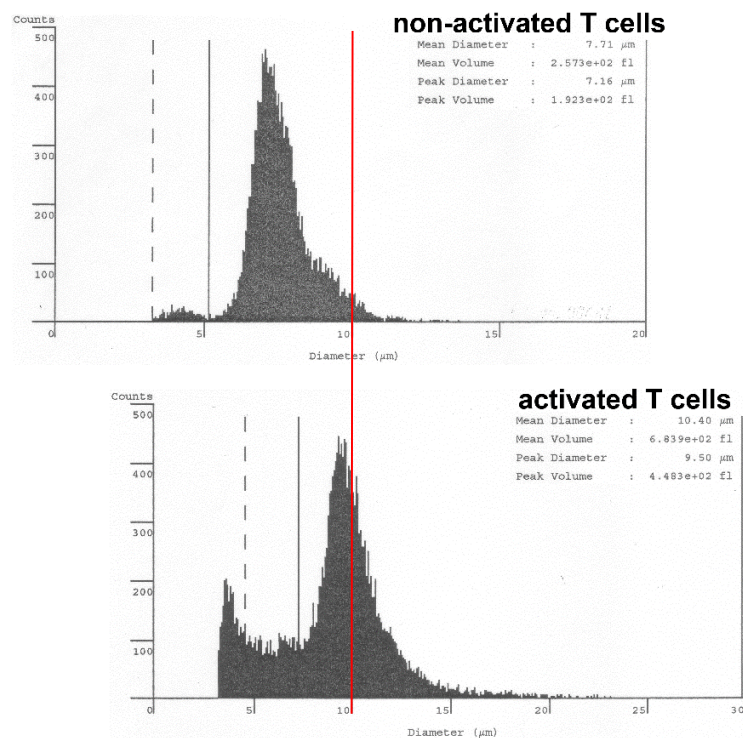 non-activated T cells
Counts
500
Mean Diameter : 7.71 µm
Mean Volume : 2.573e+02 fl
400
Peak Diameter : 7.16 µm
Peak Volume : 1.923e+02 fl
300
200
100
0 5 10 15 20
Diameter (µm)
activated T cells
Counts
500
Mean Diameter : 10.40 µm
Mean Volume : 6.839e+02 fl
400
Peak Diameter : 9.50 µm
Peak Volume : 4.483e+02 fl
300
200
100
0 5 10 15 20 25 30
Diameter (µm)